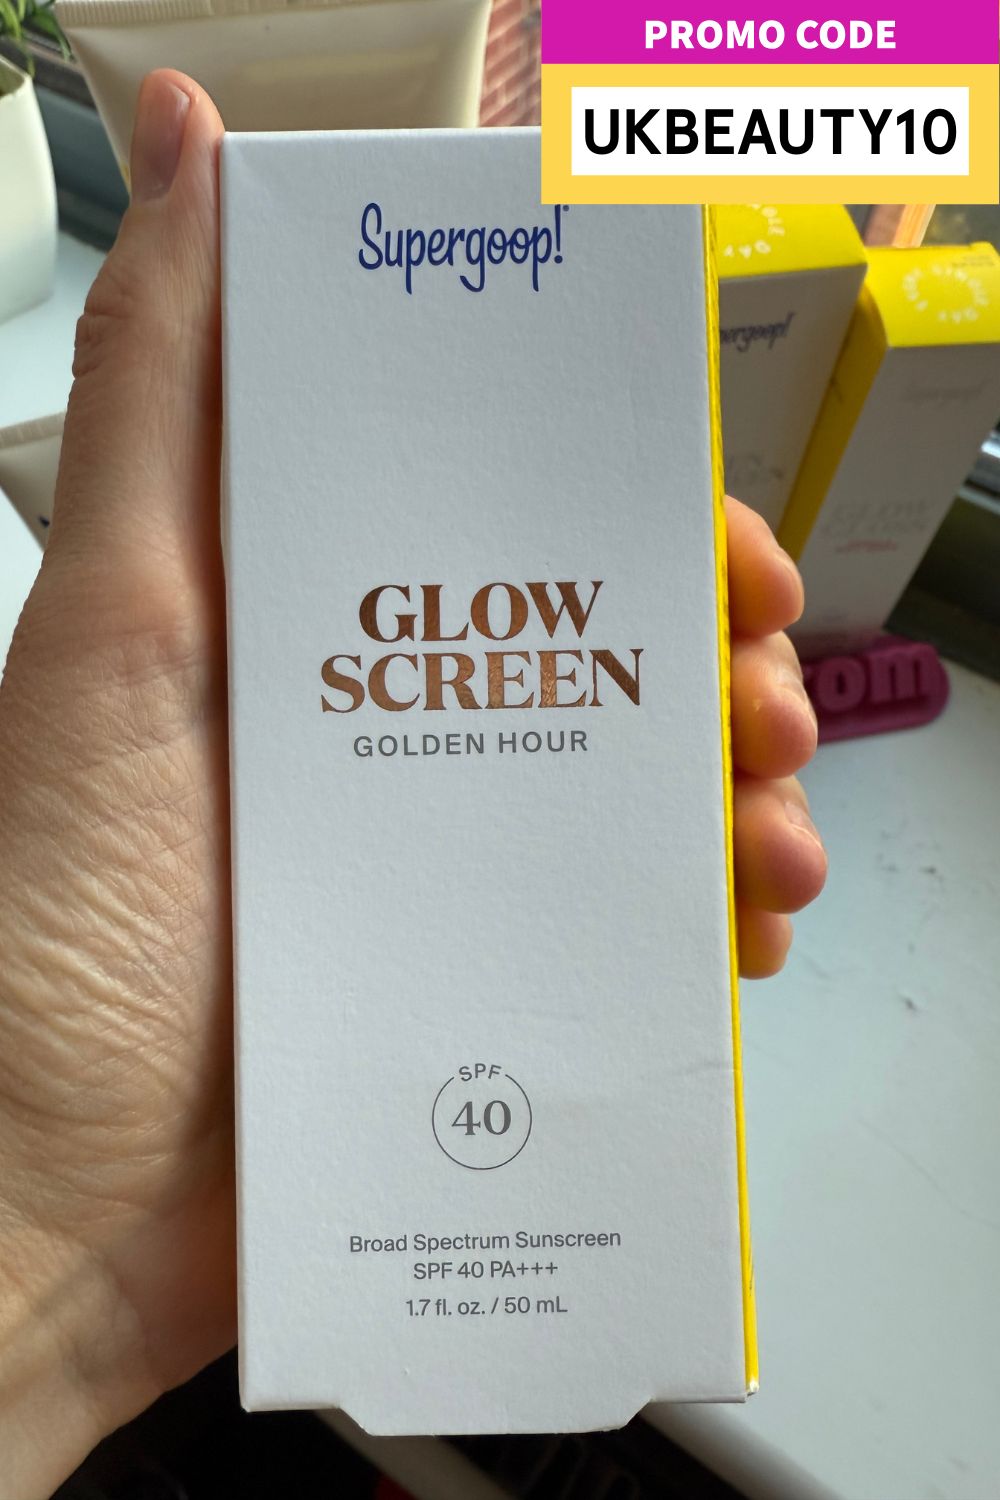 PROMO CODE
UKBEAUTY10
Supergoop!
GLOW
SCREEN
GOLDEN HOUR
SPF
40
Broad Spectrum Sunscreen
SPF 40 PA+++
1.7 fl. oz. / 50 mL